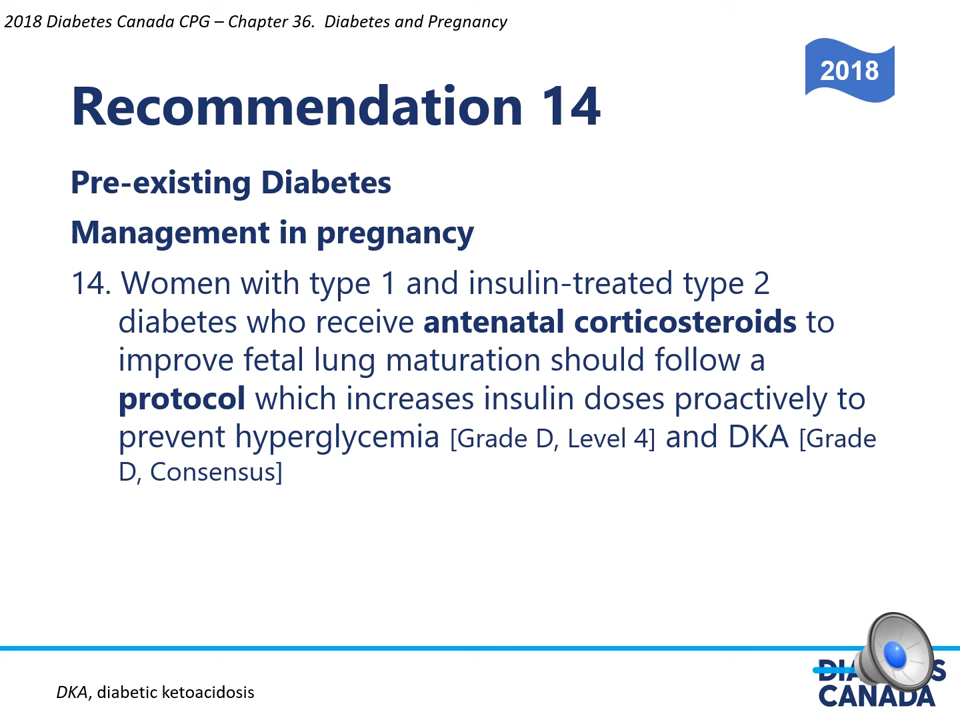 2018 Diabetes Canada CPG – Chapter 36. Diabetes and Pregnancy
2018
Recommendation 14
Pre-existing Diabetes
Management in pregnancy
14. Women with type 1 and insulin-treated type 2
diabetes who receive antenatal corticosteroids to
improve fetal lung maturation should follow a
protocol which increases insulin doses proactively to
prevent hyperglycemia [Grade D, Level 4] and DKA [Grade
D, Consensus]
DKA, diabetic ketoacidosis
CANADA